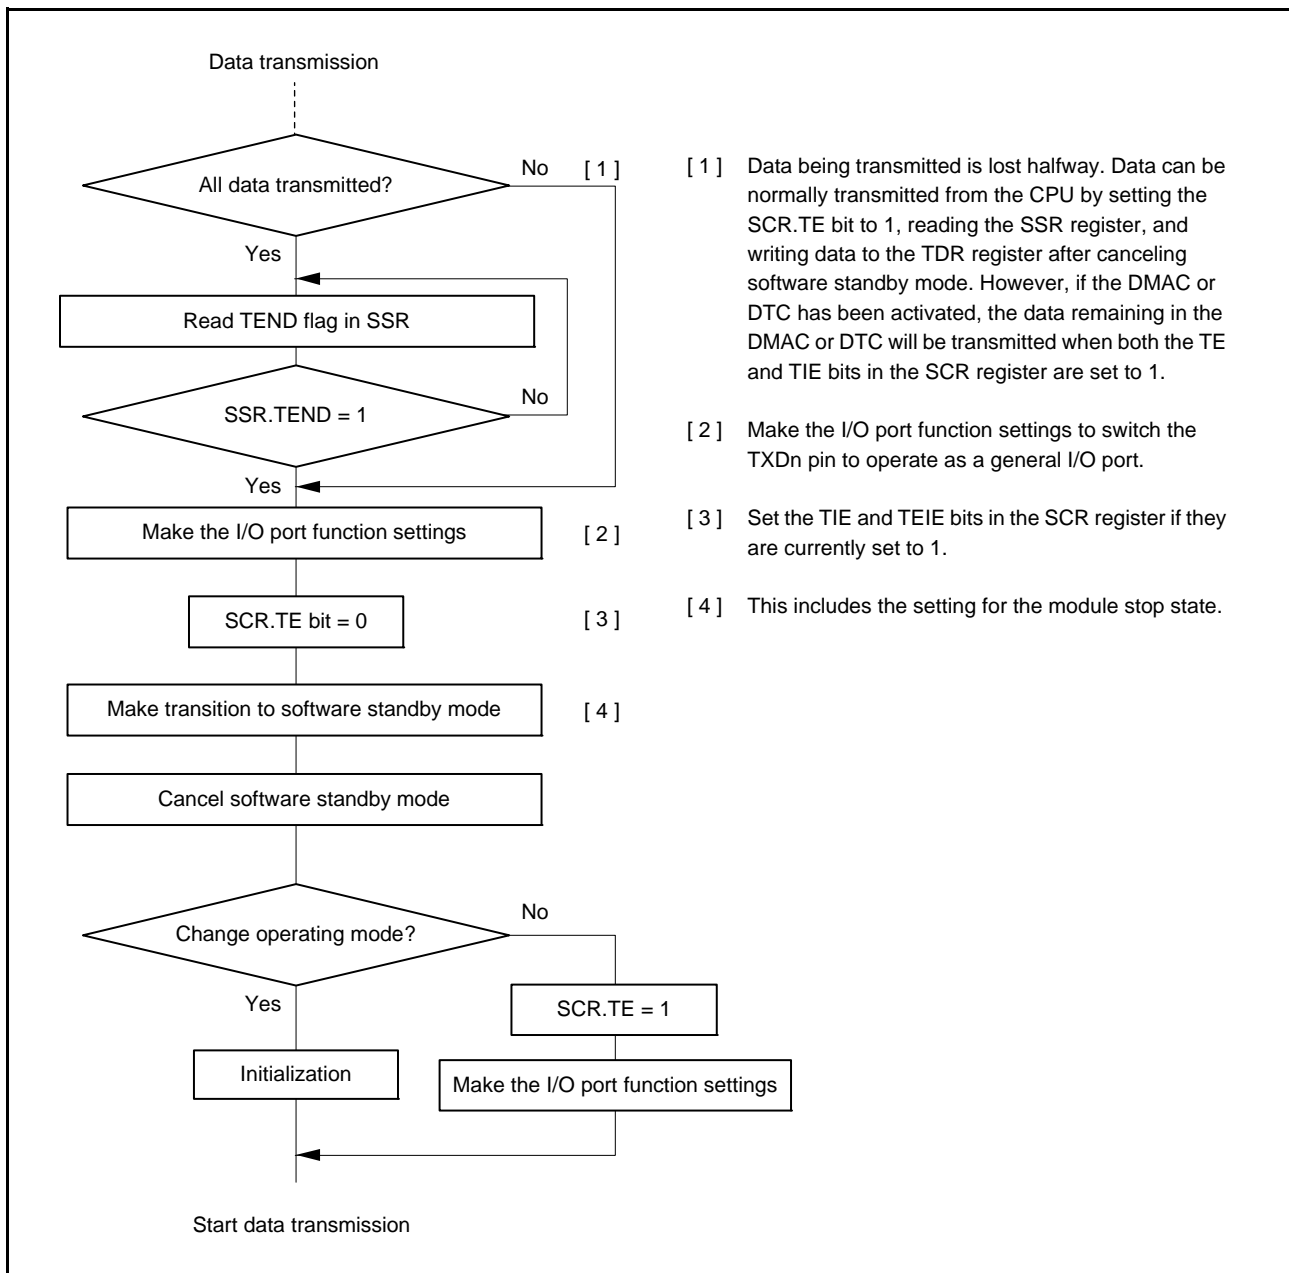 Data transmission
All data transmitted?
No
[ 1 ]
Yes
Read TEND flag in SSR
SSR.TEND = 1
No
Yes
Make the I/O port function settings
[ 2 ]
SCR.TE bit = 0
[ 3 ]
Make transition to software standby mode
[ 4 ]
Cancel software standby mode
Change operating mode?
No
Yes
SCR.TE = 1
Initialization
Make the I/O port function settings
Start data transmission
[ 1 ] Data being transmitted is lost halfway. Data can be
normally transmitted from the CPU by setting the
SCR.TE bit to 1, reading the SSR register, and
writing data to the TDR register after canceling
software standby mode. However, if the DMAC or
DTC has been activated, the data remaining in the
DMAC or DTC will be transmitted when both the TE
and TIE bits in the SCR register are set to 1.
[ 2 ] Make the I/O port function settings to switch the
TXDn pin to operate as a general I/O port.
[ 3 ] Set the TIE and TEIE bits in the SCR register if they
are currently set to 1.
[ 4 ] This includes the setting for the module stop state.